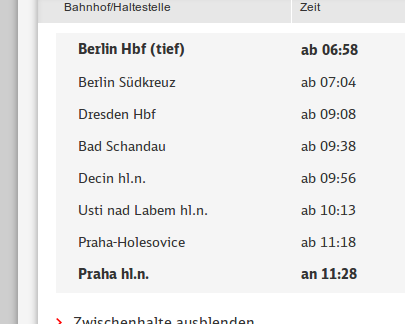 Bahnhof/Haltestelle Zeit
Berlin Hbf (tief) ab 06:58
Berlin Südkreuz ab 07:04
Dresden Hbf ab 09:08
Bad Schandau ab 09:38
Decin hl.n. ab 09:56
Usti nad Labem hl.n. ab 10:13
Praha-Holesovice ab 11:18
Praha hl.n. an 11:28
Zwischenhalte ausblenden